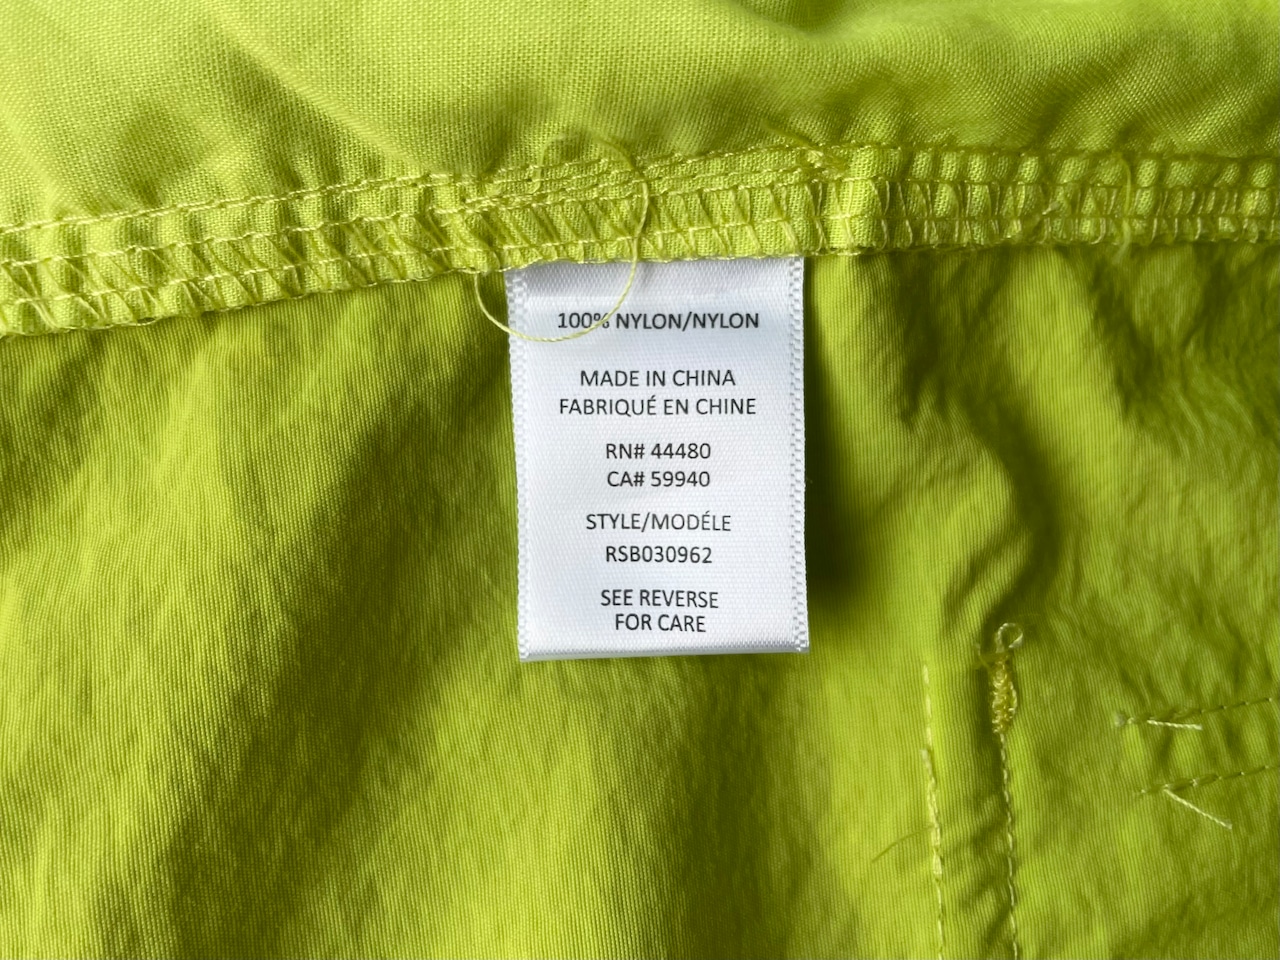 100% NYLON/NYLON
MADE IN CHINA
FABRIQUÉ EN CHINE
RN# 44480
CA# 59940
STYLE/MODÉLE
RSB030962
SEE REVERSE
FOR CARE